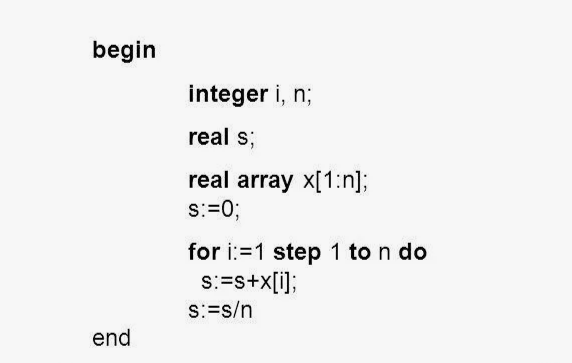 begin
integer i, n;
real s;
real array x[1:n];
s:=0;
for i:=1 step 1 to n do
s:=s+x[i];
s:=s/n
end